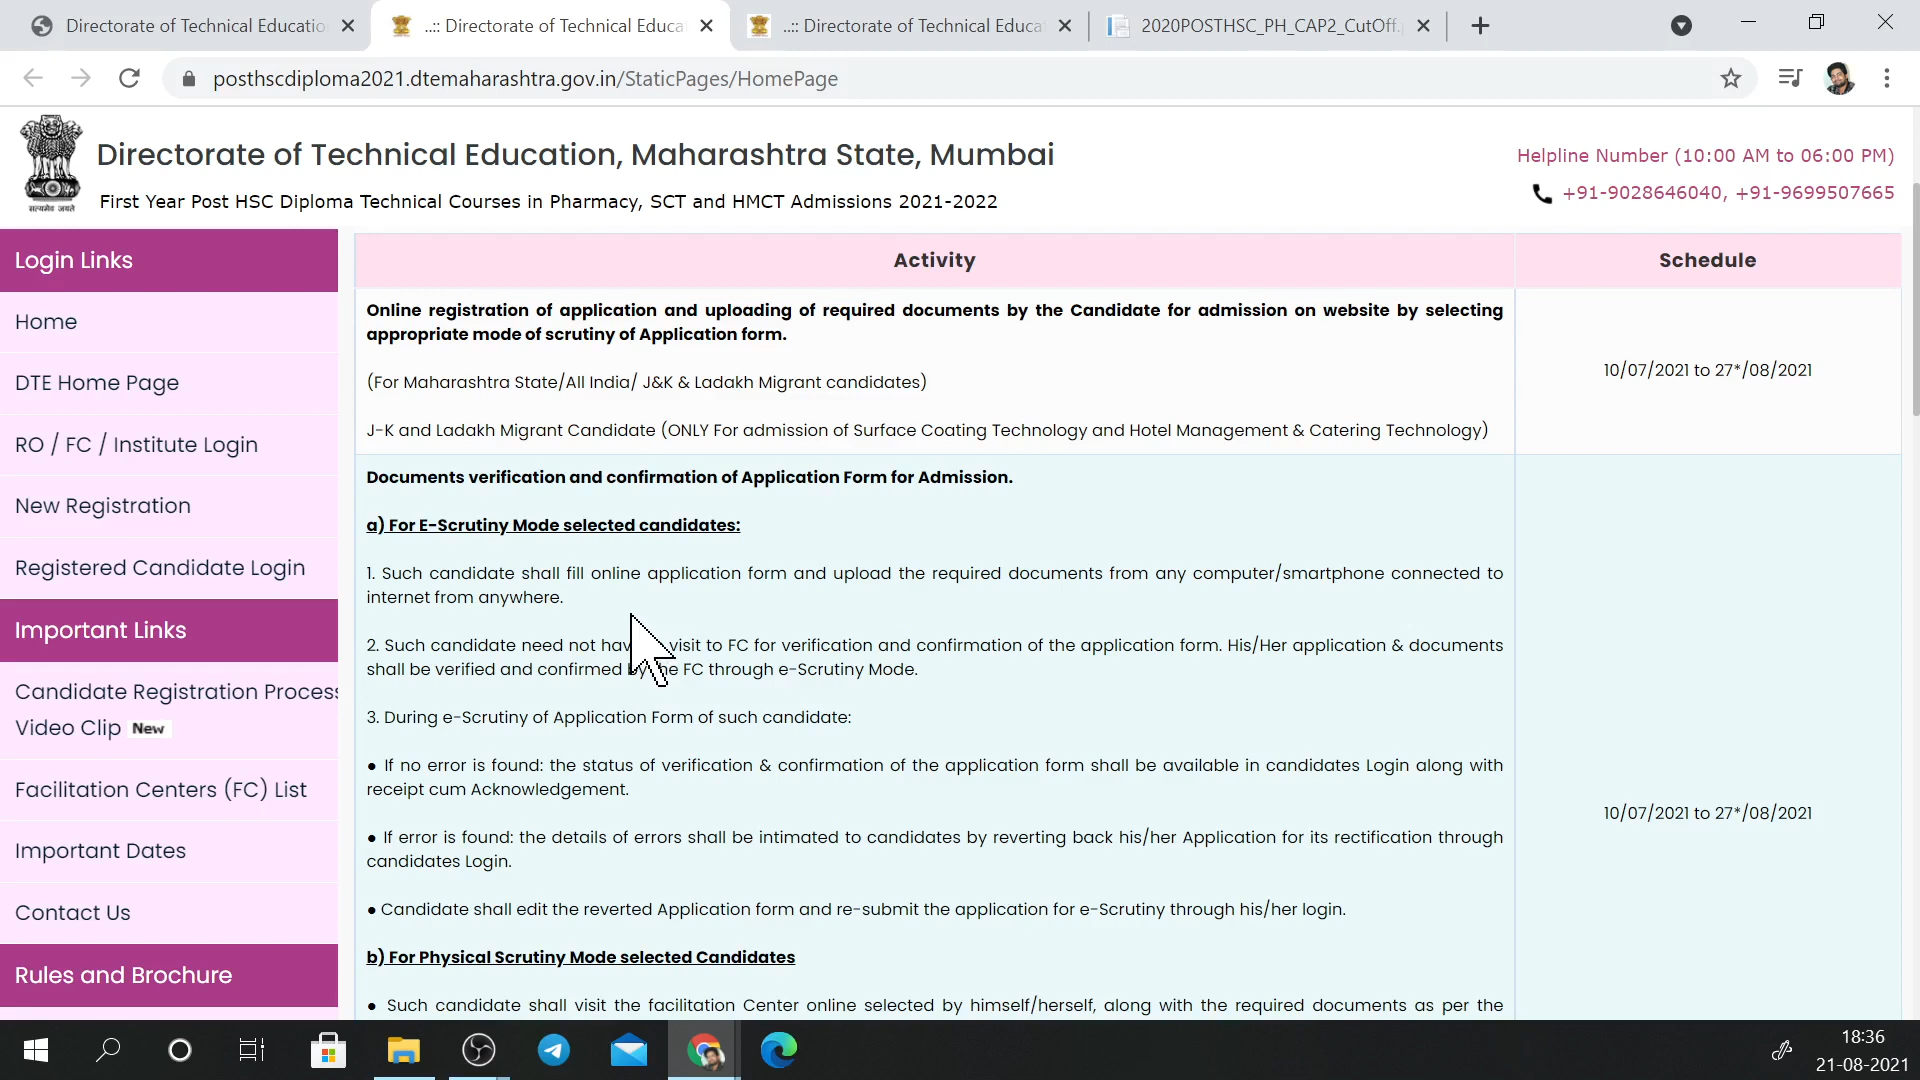 Directorate of Technical Educatio
..:: Directorate of Technical Educa
..:: Directorate of Technical Educa
2020POSTHSC_PH_CAP2_CutOff.
posthscdiploma2021.dtemaharashtra.gov.in/StaticPages/HomePage
सत्यमेव जयते
Directorate of Technical Education, Maharashtra State, Mumbai
First Year Post HSC Diploma Technical Courses in Pharmacy, SCT and HMCT Admissions 2021-2022
Helpline Number (10:00 AM to 06:00 PM)
+91-9028646040, +91-9699507665
Login Links
Home
DTE Home Page
RO / FC / Institute Login
New Registration
Registered Candidate Login
Important Links
Candidate Registration Process
Video Clip New
Facilitation Centers (FC) List
Important Dates
Contact Us
Rules and Brochure
Activity
Schedule
Online registration of application and uploading of required documents by the Candidate for admission on website by selecting
appropriate mode of scrutiny of Application form.
(For Maharashtra State/All India/ J&K & Ladakh Migrant candidates)
J-K and Ladakh Migrant Candidate (ONLY For admission of Surface Coating Technology and Hotel Management & Catering Technology)
10/07/2021 to 27*/08/2021
Documents verification and confirmation of Application Form for Admission.
a) For E-Scrutiny Mode selected candidates:
1. Such candidate shall fill online application form and upload the required documents from any computer/smartphone connected to
internet from anywhere.
2. Such candidate need not hav visit to FC for verification and confirmation of the application form. His/Her application & documents
shall be verified and confirmed by the FC through e-Scrutiny Mode.
3. During e-Scrutiny of Application Form of such candidate:
● If no error is found: the status of verification & confirmation of the application form shall be available in candidates Login along with
receipt cum Acknowledgement.
● If error is found: the details of errors shall be intimated to candidates by reverting back his/her Application for its rectification through
candidates Login.
● Candidate shall edit the reverted Application form and re-submit the application for e-Scrutiny through his/her login.
b) For Physical Scrutiny Mode selected Candidates
● Such candidate shall visit the facilitation Center online selected by himself/herself, along with the required documents as per the
10/07/2021 to 27*/08/2021
18:36
21-08-2021